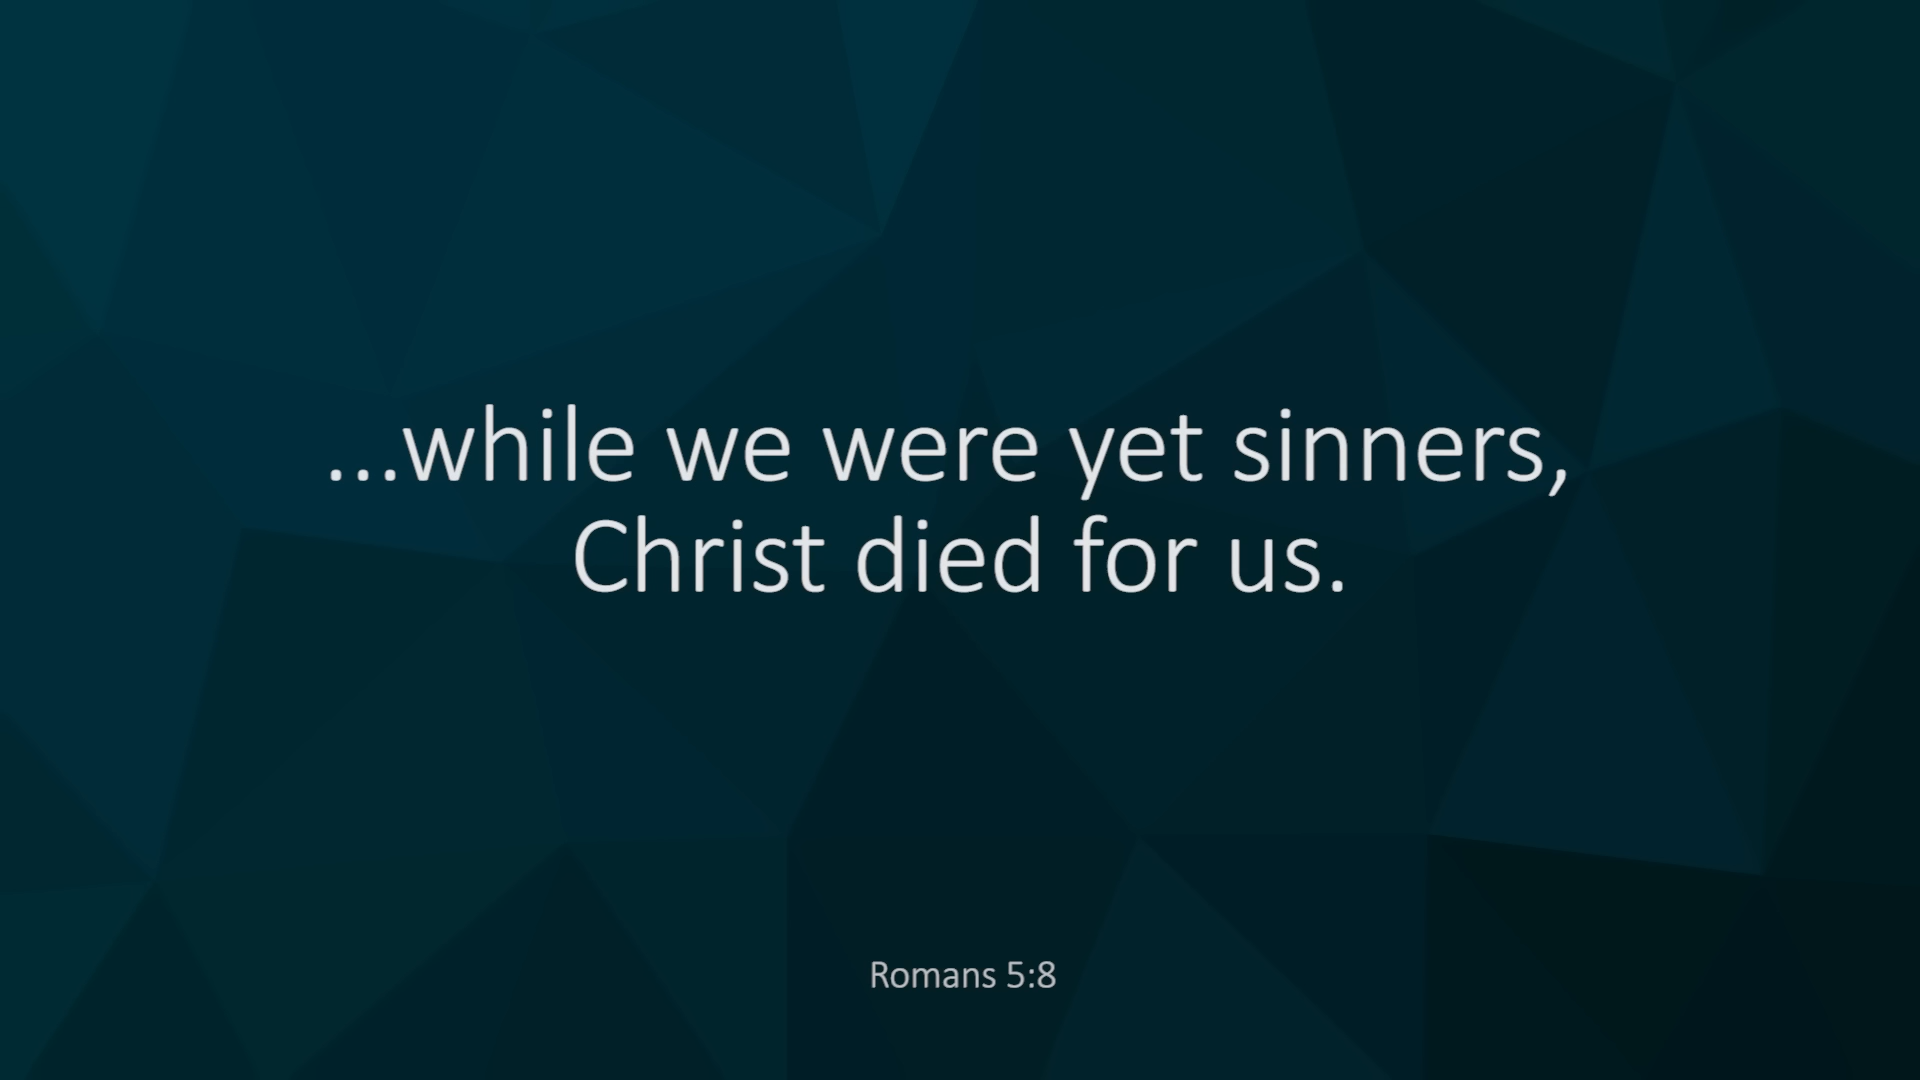 ...while we were yet sinners,
Christ died for us.
Romans 5:8